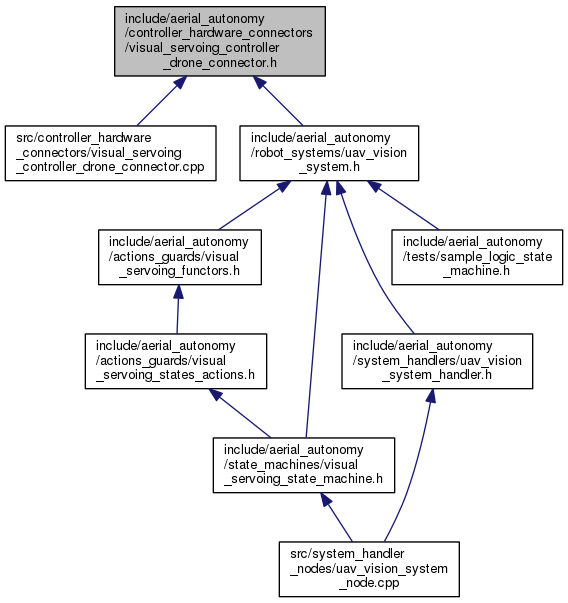 include/aerial_autonomy
/controller_hardware_connectors
/visual_servoing_controller
_drone_connector.h
src/controller_hardware
_connectors/visual_servoing
_controller_drone_connector.cpp
include/aerial_autonomy
/robot_systems/uav_vision
_system.h
include/aerial_autonomy
/actions_guards/visual
_servoing_functors.h
include/aerial_autonomy
/tests/sample_logic_state
_machine.h
include/aerial_autonomy
/actions_guards/visual
_servoing_states_actions.h
include/aerial_autonomy
/system_handlers/uav_vision
_system_handler.h
include/aerial_autonomy
/state_machines/visual
_servoing_state_machine.h
src/system_handler
_nodes/uav_vision_system
_node.cpp